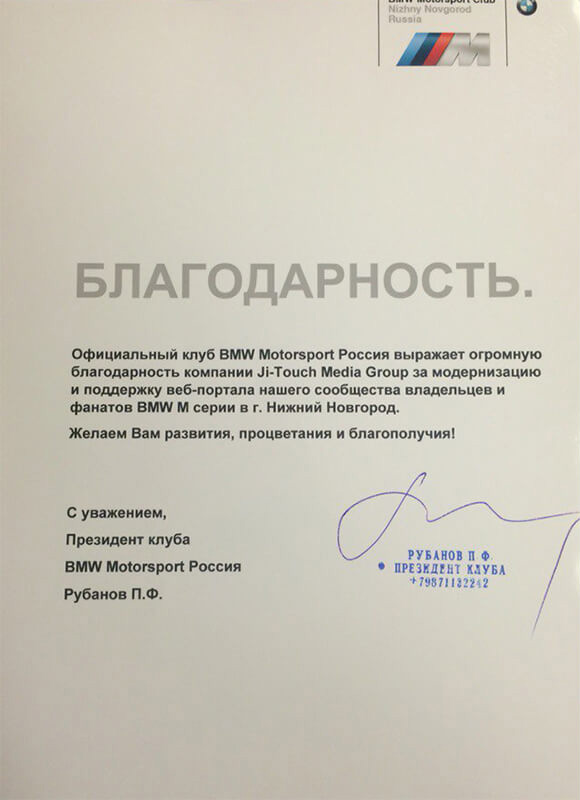 BMW Motorsport Club
Nizhny Novgorod
Russia
M
БЛАГОДАРНОСТЬ.
Официальный клуб BMW Motorsport Россия выражает огромную
благодарность компании Ji-Touch Media Group за модернизацию
и поддержку веб-портала нашего сообщества владельцев и
фанатов BMW M серии в г. Нижний Новгород.
Желаем Вам развития, процветания и благополучия!
С уважением,
Президент клуба
BMW Motorsport Россия
Рубанов П.Ф.
РУБАНОВ П.Ф.
ПРЕЗИДЕНТ КЛУБА
+79871132242